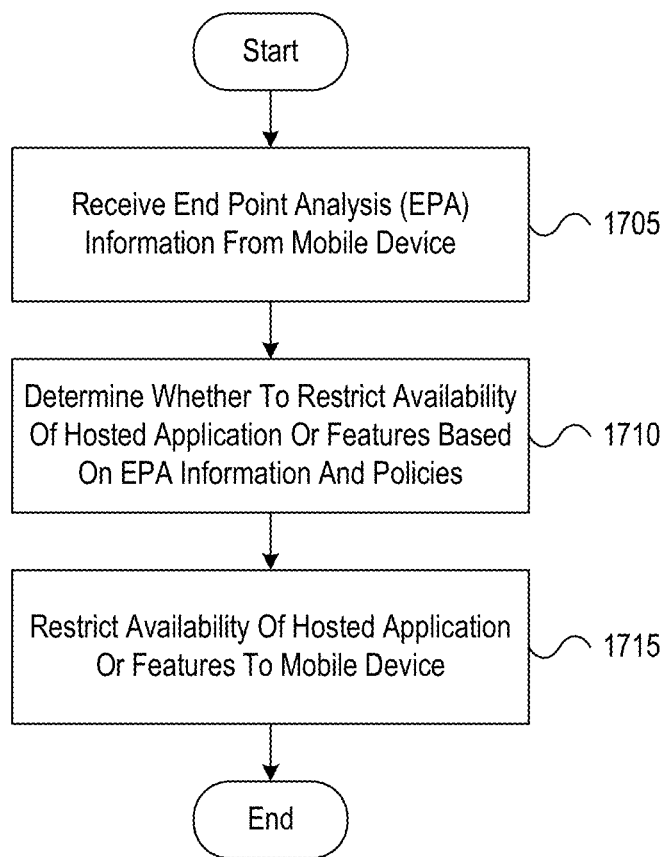 Start
Receive End Point Analysis (EPA)
Information From Mobile Device
1705
Determine Whether To Restrict Availability
Of Hosted Application Or Features Based
On EPA Information And Policies
1710
Restrict Availability Of Hosted Application
Or Features To Mobile Device
1715
End